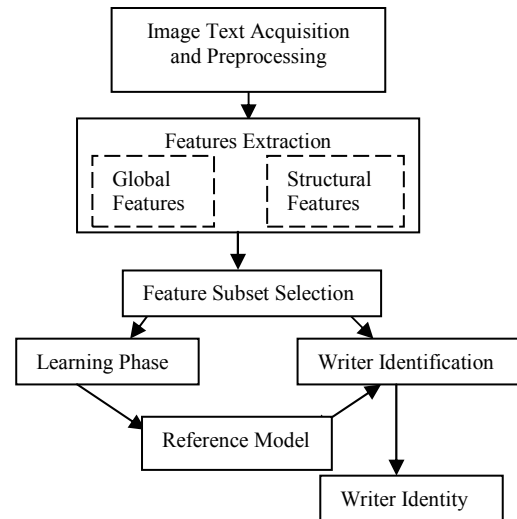 Image Text Acquisition
and Preprocessing
Features Extraction
Global
Features
Structural
Features
Feature Subset Selection
Learning Phase
Writer Identification
Reference Model
Writer Identity